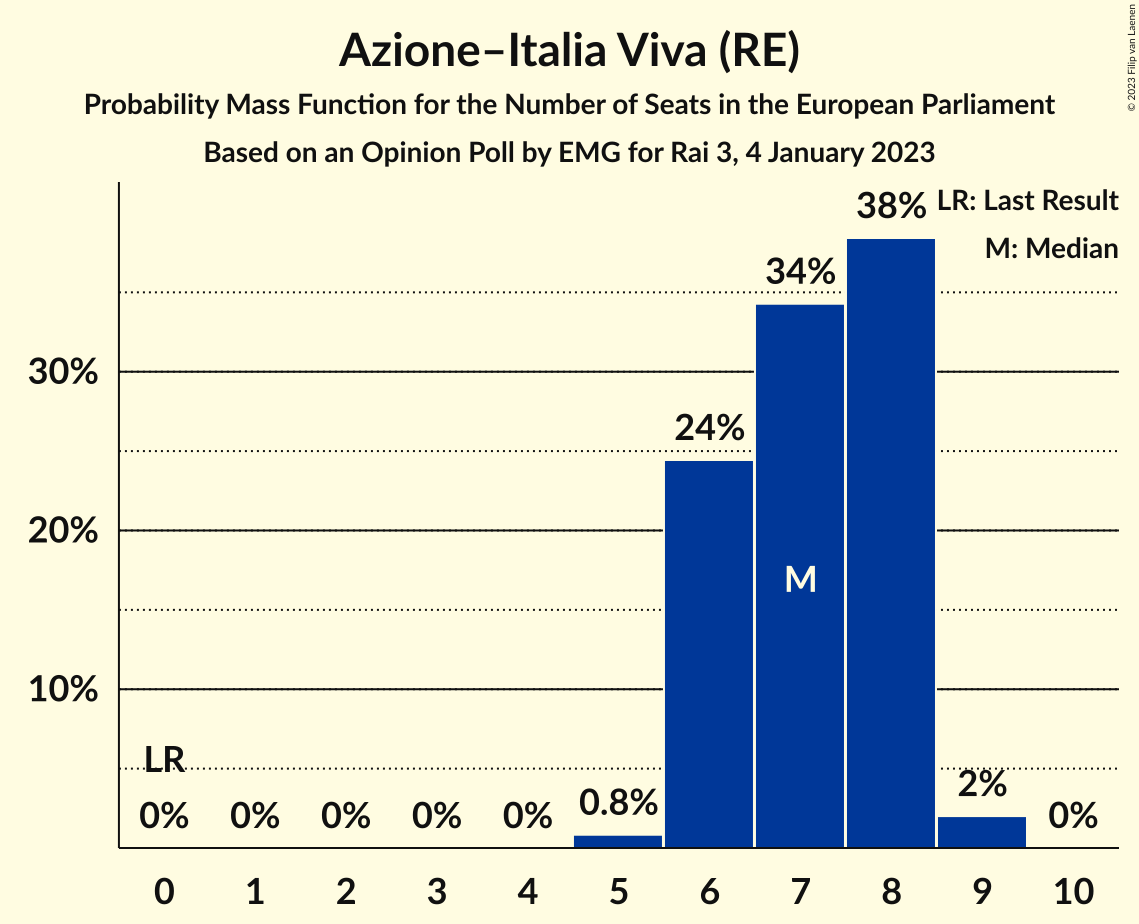 Azione–Italia Viva (RE)
Probability Mass Function for the Number of Seats in the European Parliament
Based on an Opinion Poll by EMG for Rai 3, 4 January 2023
© 2023 Filip van Laenen
LR: Last Result
M: Median
38%
34%
30%
24%
20%
M
10%
LR
0%
0%
0%
0%
0%
0.8%
2%
0%
0 1 2 3 4 5 6 7 8 9 10